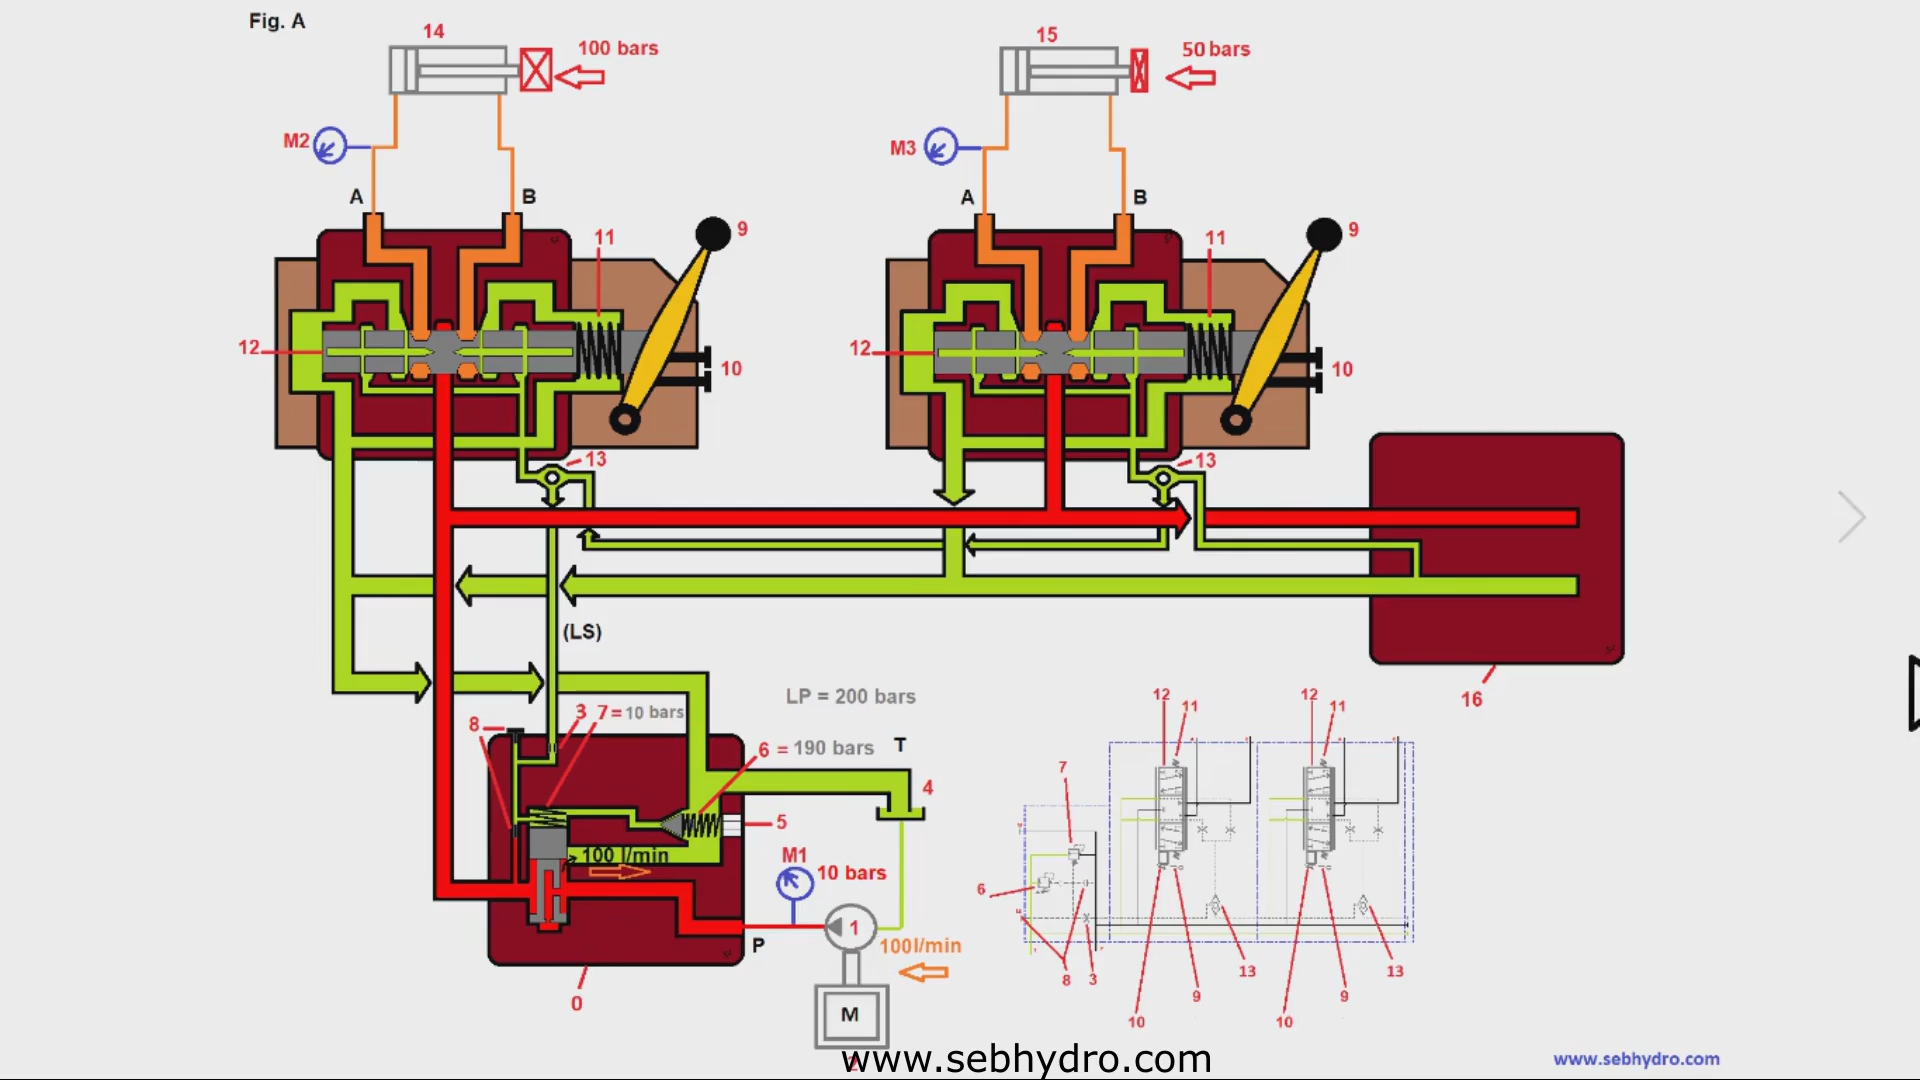 Fig. A
14
100 bars
15
50 bars
M2
M3
A
B
A
B
9
9
11
11
12
12
10
10
13
13
(LS)
16
LP = 200 bars
8
3
7 = 10 bars
6 = 190 bars
T
4
5
100 l/min
M1
10 bars
1
P
100l/min
0
M
12
11
12
11
7
6
8
3
13
13
9
9
10
10
www.sebhydro.com
www.sebhydro.com